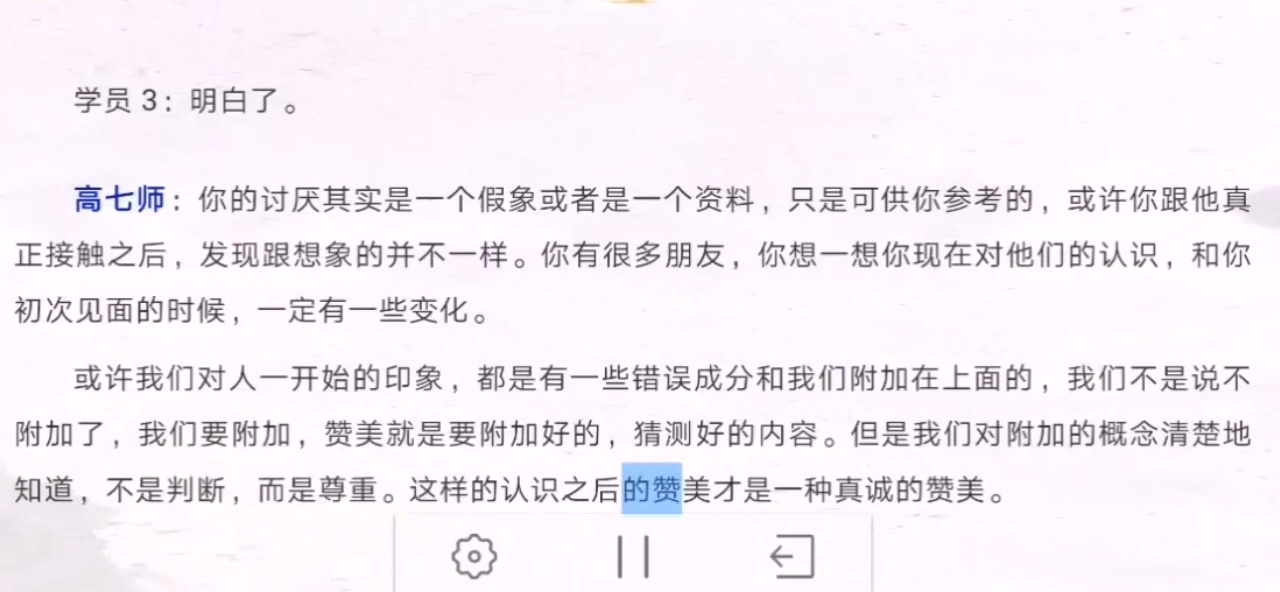 学员 3：明白了。
高七师：你的讨厌其实是一个假象或者是一个资料，只是可供你参考的，或许你跟他真
正接触之后，发现跟想象的并不一样。你有很多朋友，你想一想你现在对他们的认识，和你
初次见面的时候，一定有一些变化。
或许我们对人一开始的印象，都是有一些错误成分和我们附加在上面的，我们不是说不
附加了，我们要附加，赞美就是要附加好的，猜测好的内容。但是我们对附加的概念清楚地
知道，不是判断，而是尊重。这样的认识之后的赞美才是一种真诚的赞美。